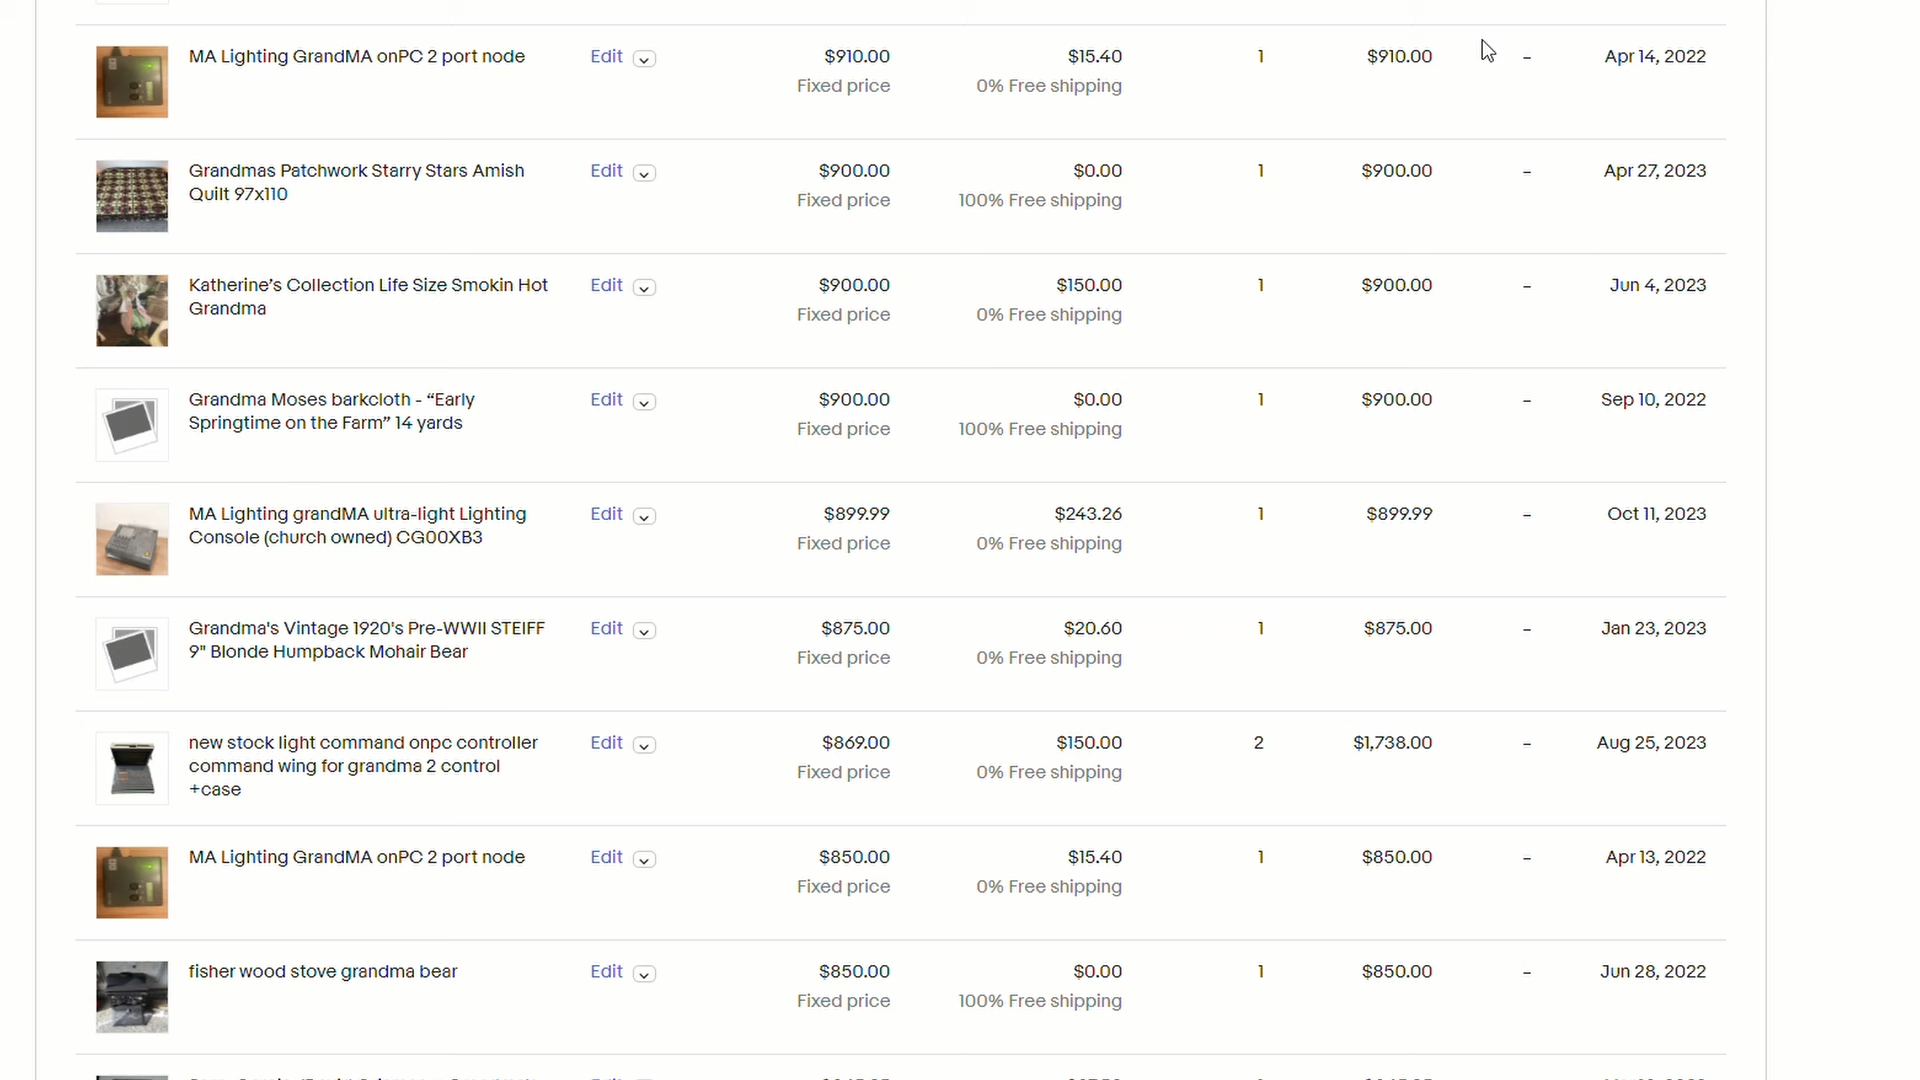 MA Lighting GrandMA onPC 2 port node Edit $910.00 $15.40 1 $910.00 – Apr 14, 2022
Fixed price 0% Free shipping
Grandmas Patchwork Starry Stars Amish Edit $900.00 $0.00 1 $900.00 – Apr 27, 2023
Quilt 97x110 Fixed price 100% Free shipping
Katherine’s Collection Life Size Smokin Hot Edit $900.00 $150.00 1 $900.00 – Jun 4, 2023
Grandma Fixed price 0% Free shipping
Grandma Moses barkcloth - “Early Edit $900.00 $0.00 1 $900.00 – Sep 10, 2022
Springtime on the Farm” 14 yards Fixed price 100% Free shipping
MA Lighting grandMA ultra-light Lighting Edit $899.99 $243.26 1 $899.99 – Oct 11, 2023
Console (church owned) CG00XB3 Fixed price 0% Free shipping
Grandma's Vintage 1920's Pre-WWII STEIFF Edit $875.00 $20.60 1 $875.00 – Jan 23, 2023
9" Blonde Humpback Mohair Bear Fixed price 0% Free shipping
new stock light command onpc controller Edit $869.00 $150.00 2 $1,738.00 – Aug 25, 2023
command wing for grandma 2 control Fixed price 0% Free shipping
+case
MA Lighting GrandMA onPC 2 port node Edit $850.00 $15.40 1 $850.00 – Apr 13, 2022
Fixed price 0% Free shipping
fisher wood stove grandma bear Edit $850.00 $0.00 1 $850.00 – Jun 28, 2022
Fixed price 100% Free shipping